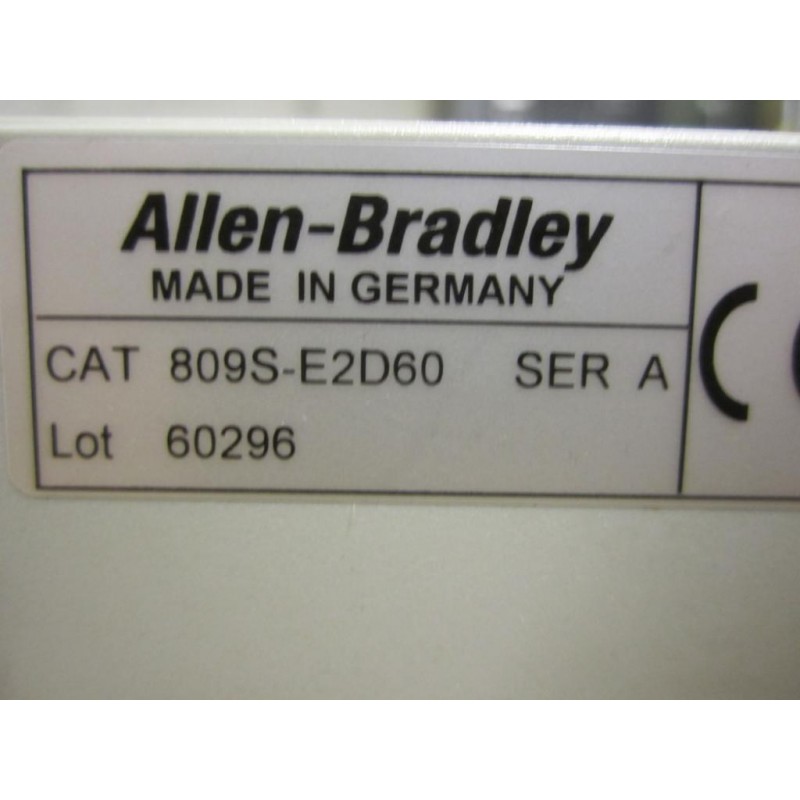 Allen-Bradley
MADE IN GERMANY
CAT 809S-E2D60 SER A
Lot 60296